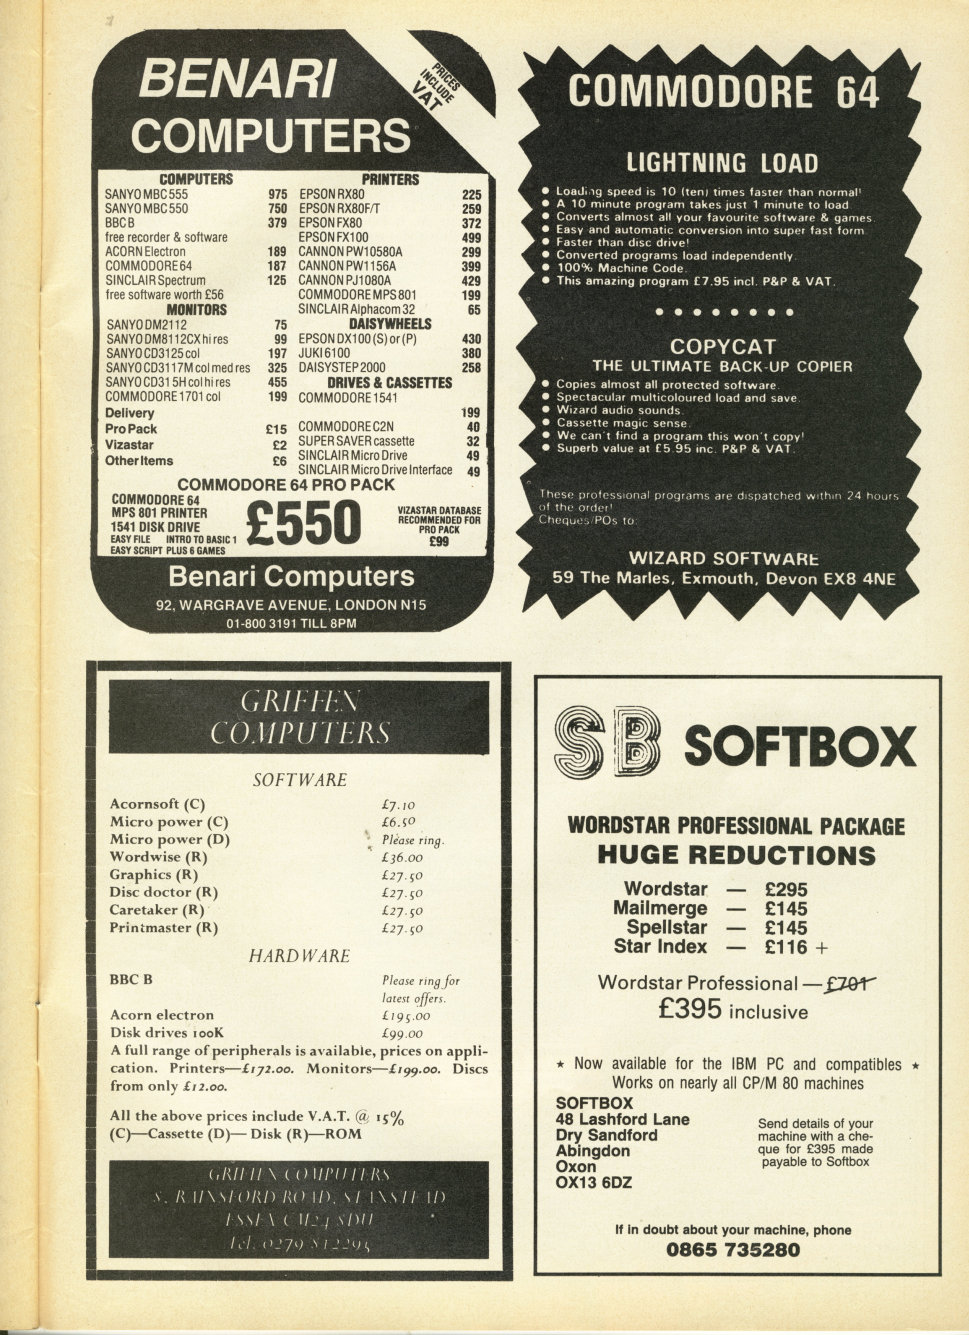 BENARI
COMPUTERS
PRICES
INCLUDE
VAT
COMPUTERS
SANYO MBC 555 975
SANYO MBC 550 750
BBC B 379
free recorder & software
ACORN Electron 189
COMMODORE 64 187
SINCLAIR Spectrum 125
free software worth £56
MONITORS
SANYO DM2112 75
SANYO DM8112CX hi res 99
SANYO CD3125 col 197
SANYO CD3117M col med res 325
SANYO CD3 15H col hi res 455
COMMODORE 1701 col 199
Delivery
Pro Pack £15
Vizastar £2
Other Items £6
PRINTERS
EPSON RX80 225
EPSON RX80F/T 259
EPSON FX80 372
EPSON FX100 499
CANNON PW10580A 299
CANNON PW1156A 399
CANNON PJ1080A 429
COMMODORE MPS 801 199
SINCLAIR Alphacom 32 65
DAISYWHEELS
EPSON DX100 (S) or (P) 430
JUKI 6100 380
DAISYSTEP 2000 258
DRIVES & CASSETTES
COMMODORE 1541
199
COMMODORE C2N 40
SUPER SAVER cassette 32
SINCLAIR Micro Drive 49
SINCLAIR Micro Drive Interface 49
COMMODORE 64 PRO PACK
COMMODORE 64
MPS 801 PRINTER
1541 DISK DRIVE
EASY FILE INTRO TO BASIC 1
EASY SCRIPT PLUS 6 GAMES
£550
VIZASTAR DATABASE
RECOMMENDED FOR
PRO PACK
£99
Benari Computers
92, WARGRAVE AVENUE, LONDON N15
01-800 3191 TILL 8PM
COMMODORE 64
LIGHTNING LOAD
● Loading speed is 10 (ten) times faster than normal!
● A 10 minute program takes just 1 minute to load.
● Converts almost all your favourite software & games.
● Easy and automatic conversion into super fast form.
● Faster than disc drive!
● Converted programs load independently.
● 100% Machine Code.
● This amazing program £7.95 incl. P&P & VAT.
● ● ● ● ● ● ● ●
COPYCAT
THE ULTIMATE BACK-UP COPIER
● Copies almost all protected software.
● Spectacular multicoloured load and save.
● Wizard audio sounds.
● Cassette magic sense.
● We can't find a program this won't copy!
● Superb value at £5.95 inc. P&P & VAT.
These professional programs are dispatched within 24 hours
of the order!
Cheques/POs to:
WIZARD SOFTWARE
59 The Marles, Exmouth, Devon EX8 4NE
GRIFFEN
COMPUTERS
SOFTWARE
Acornsoft (C) £7.10
Micro power (C) £6.50
Micro power (D) Please ring.
Wordwise (R) £36.00
Graphics (R) £27.50
Disc doctor (R) £27.50
Caretaker (R) £27.50
Printmaster (R) £27.50
HARDWARE
BBC B Please ring for
latest offers.
Acorn electron £195.00
Disk drives 100K £99.00
A full range of peripherals is available, prices on appli-
cation. Printers—£172.00. Monitors—£199.00. Discs
from only £12.00.
All the above prices include V.A.T. @ 15%
(C)—Cassette (D)—Disk (R)—ROM
GRIFFEN COMPUTERS
RAINSFORD ROAD, STANSTEAD
ESSEX CM24
Tel. 0279 812295
SB SOFTBOX
WORDSTAR PROFESSIONAL PACKAGE
HUGE REDUCTIONS
Wordstar — £295
Mailmerge — £145
Spellstar — £145
Star Index — £116 +
Wordstar Professional — £701
£395 inclusive
★ Now available for the IBM PC and compatibles ★
Works on nearly all CP/M 80 machines
SOFTBOX
48 Lashford Lane
Dry Sandford
Abingdon
Oxon
OX13 6DZ
Send details of your
machine with a che-
que for £395 made
payable to Softbox
If in doubt about your machine, phone
0865 735280